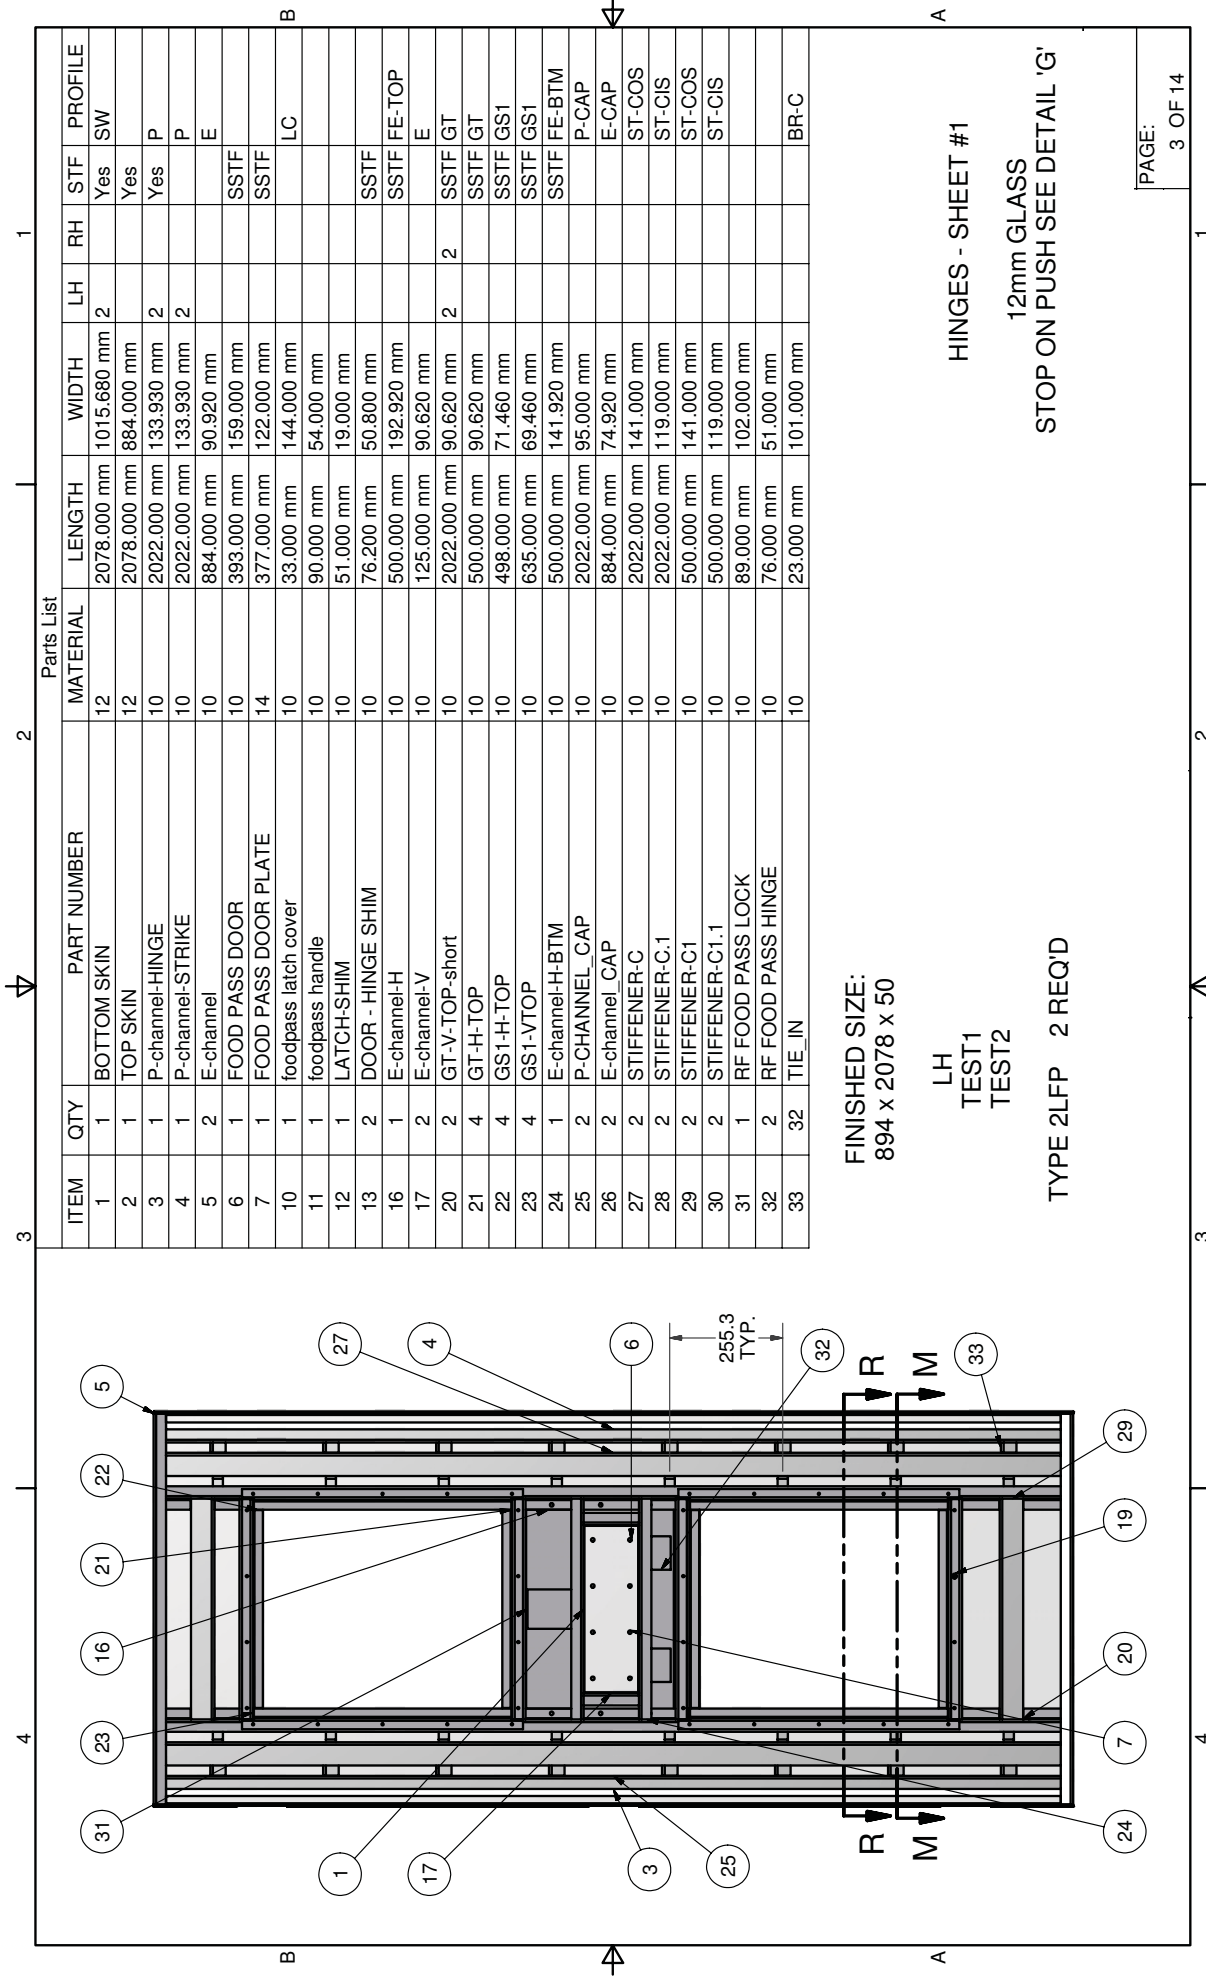 Parts List
ITEM QTY PART NUMBER MATERIAL LENGTH WIDTH LH RH STF PROFILE
1 1 BOTTOM SKIN 12 2078.000 mm 1015.680 mm 2 Yes SW
2 1 TOP SKIN 12 2078.000 mm 884.000 mm Yes
3 1 P-channel-HINGE 10 2022.000 mm 133.930 mm 2 Yes P
4 1 P-channel-STRIKE 10 2022.000 mm 133.930 mm 2 P
5 2 E-channel 10 884.000 mm 90.920 mm E
6 1 FOOD PASS DOOR 10 393.000 mm 159.000 mm SSTF
7 1 FOOD PASS DOOR PLATE 14 377.000 mm 122.000 mm SSTF
10 1 foodpass latch cover 10 33.000 mm 144.000 mm LC
11 1 foodpass handle 10 90.000 mm 54.000 mm
12 1 LATCH-SHIM 10 51.000 mm 19.000 mm
13 2 DOOR - HINGE SHIM 10 76.200 mm 50.800 mm SSTF
16 1 E-channel-H 10 500.000 mm 192.920 mm SSTF FE-TOP
17 2 E-channel-V 10 125.000 mm 90.620 mm E
20 2 GT-V-TOP-short 10 2022.000 mm 90.620 mm 2 2 SSTF GT
21 4 GT-H-TOP 10 500.000 mm 90.620 mm SSTF GT
22 4 GS1-H-TOP 10 498.000 mm 71.460 mm SSTF GS1
23 4 GS1-VTOP 10 635.000 mm 69.460 mm SSTF GS1
24 1 E-channel-H-BTM 10 500.000 mm 141.920 mm SSTF FE-BTM
25 2 P-CHANNEL_CAP 10 2022.000 mm 95.000 mm P-CAP
26 2 E-channel_CAP 10 884.000 mm 74.920 mm E-CAP
27 2 STIFFENER-C 10 2022.000 mm 141.000 mm ST-COS
28 2 STIFFENER-C.1 10 2022.000 mm 119.000 mm ST-CIS
29 2 STIFFENER-C1 10 500.000 mm 141.000 mm ST-COS
30 2 STIFFENER-C1.1 10 500.000 mm 119.000 mm ST-CIS
31 1 RF FOOD PASS LOCK 10 89.000 mm 102.000 mm
32 2 RF FOOD PASS HINGE 10 76.000 mm 51.000 mm
33 32 TIE_IN 10 23.000 mm 101.000 mm BR-C
FINISHED SIZE:
894 x 2078 x 50
LH
TEST1
TEST2
TYPE 2LFP 2 REQ'D
HINGES - SHEET #1
12mm GLASS
STOP ON PUSH SEE DETAIL 'G'
PAGE:
3 OF 14
31
23
16
21
22
5
1
17
27
4
3
25
6
255.3
TYP.
32
R
R
M
M
33
24
7
20
19
29
4
3
2
1
4
3
2
1
B
A
B
A